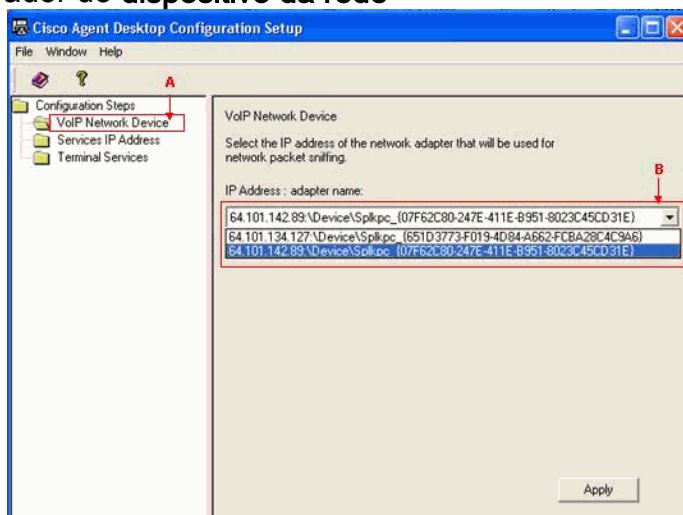 dispositivo da rede
Cisco Agent Desktop Configuration Setup
File Window Help
A
Configuration Steps
VoIP Network Device
Services IP Address
Terminal Services
VoIP Network Device
Select the IP address of the network adapter that will be used for
network packet sniffing.
B
IP Address : adapter name:
64.101.142.89:\Device\Splkpc_{07F62C80-247E-411E-B951-8023C45CD31E}
64.101.134.127:\Device\Splkpc_{651D3773-F019-4D84-A662-FCBA28C4C9A6}
64.101.142.89:\Device\Splkpc_{07F62C80-247E-411E-B951-8023C45CD31E}
Apply